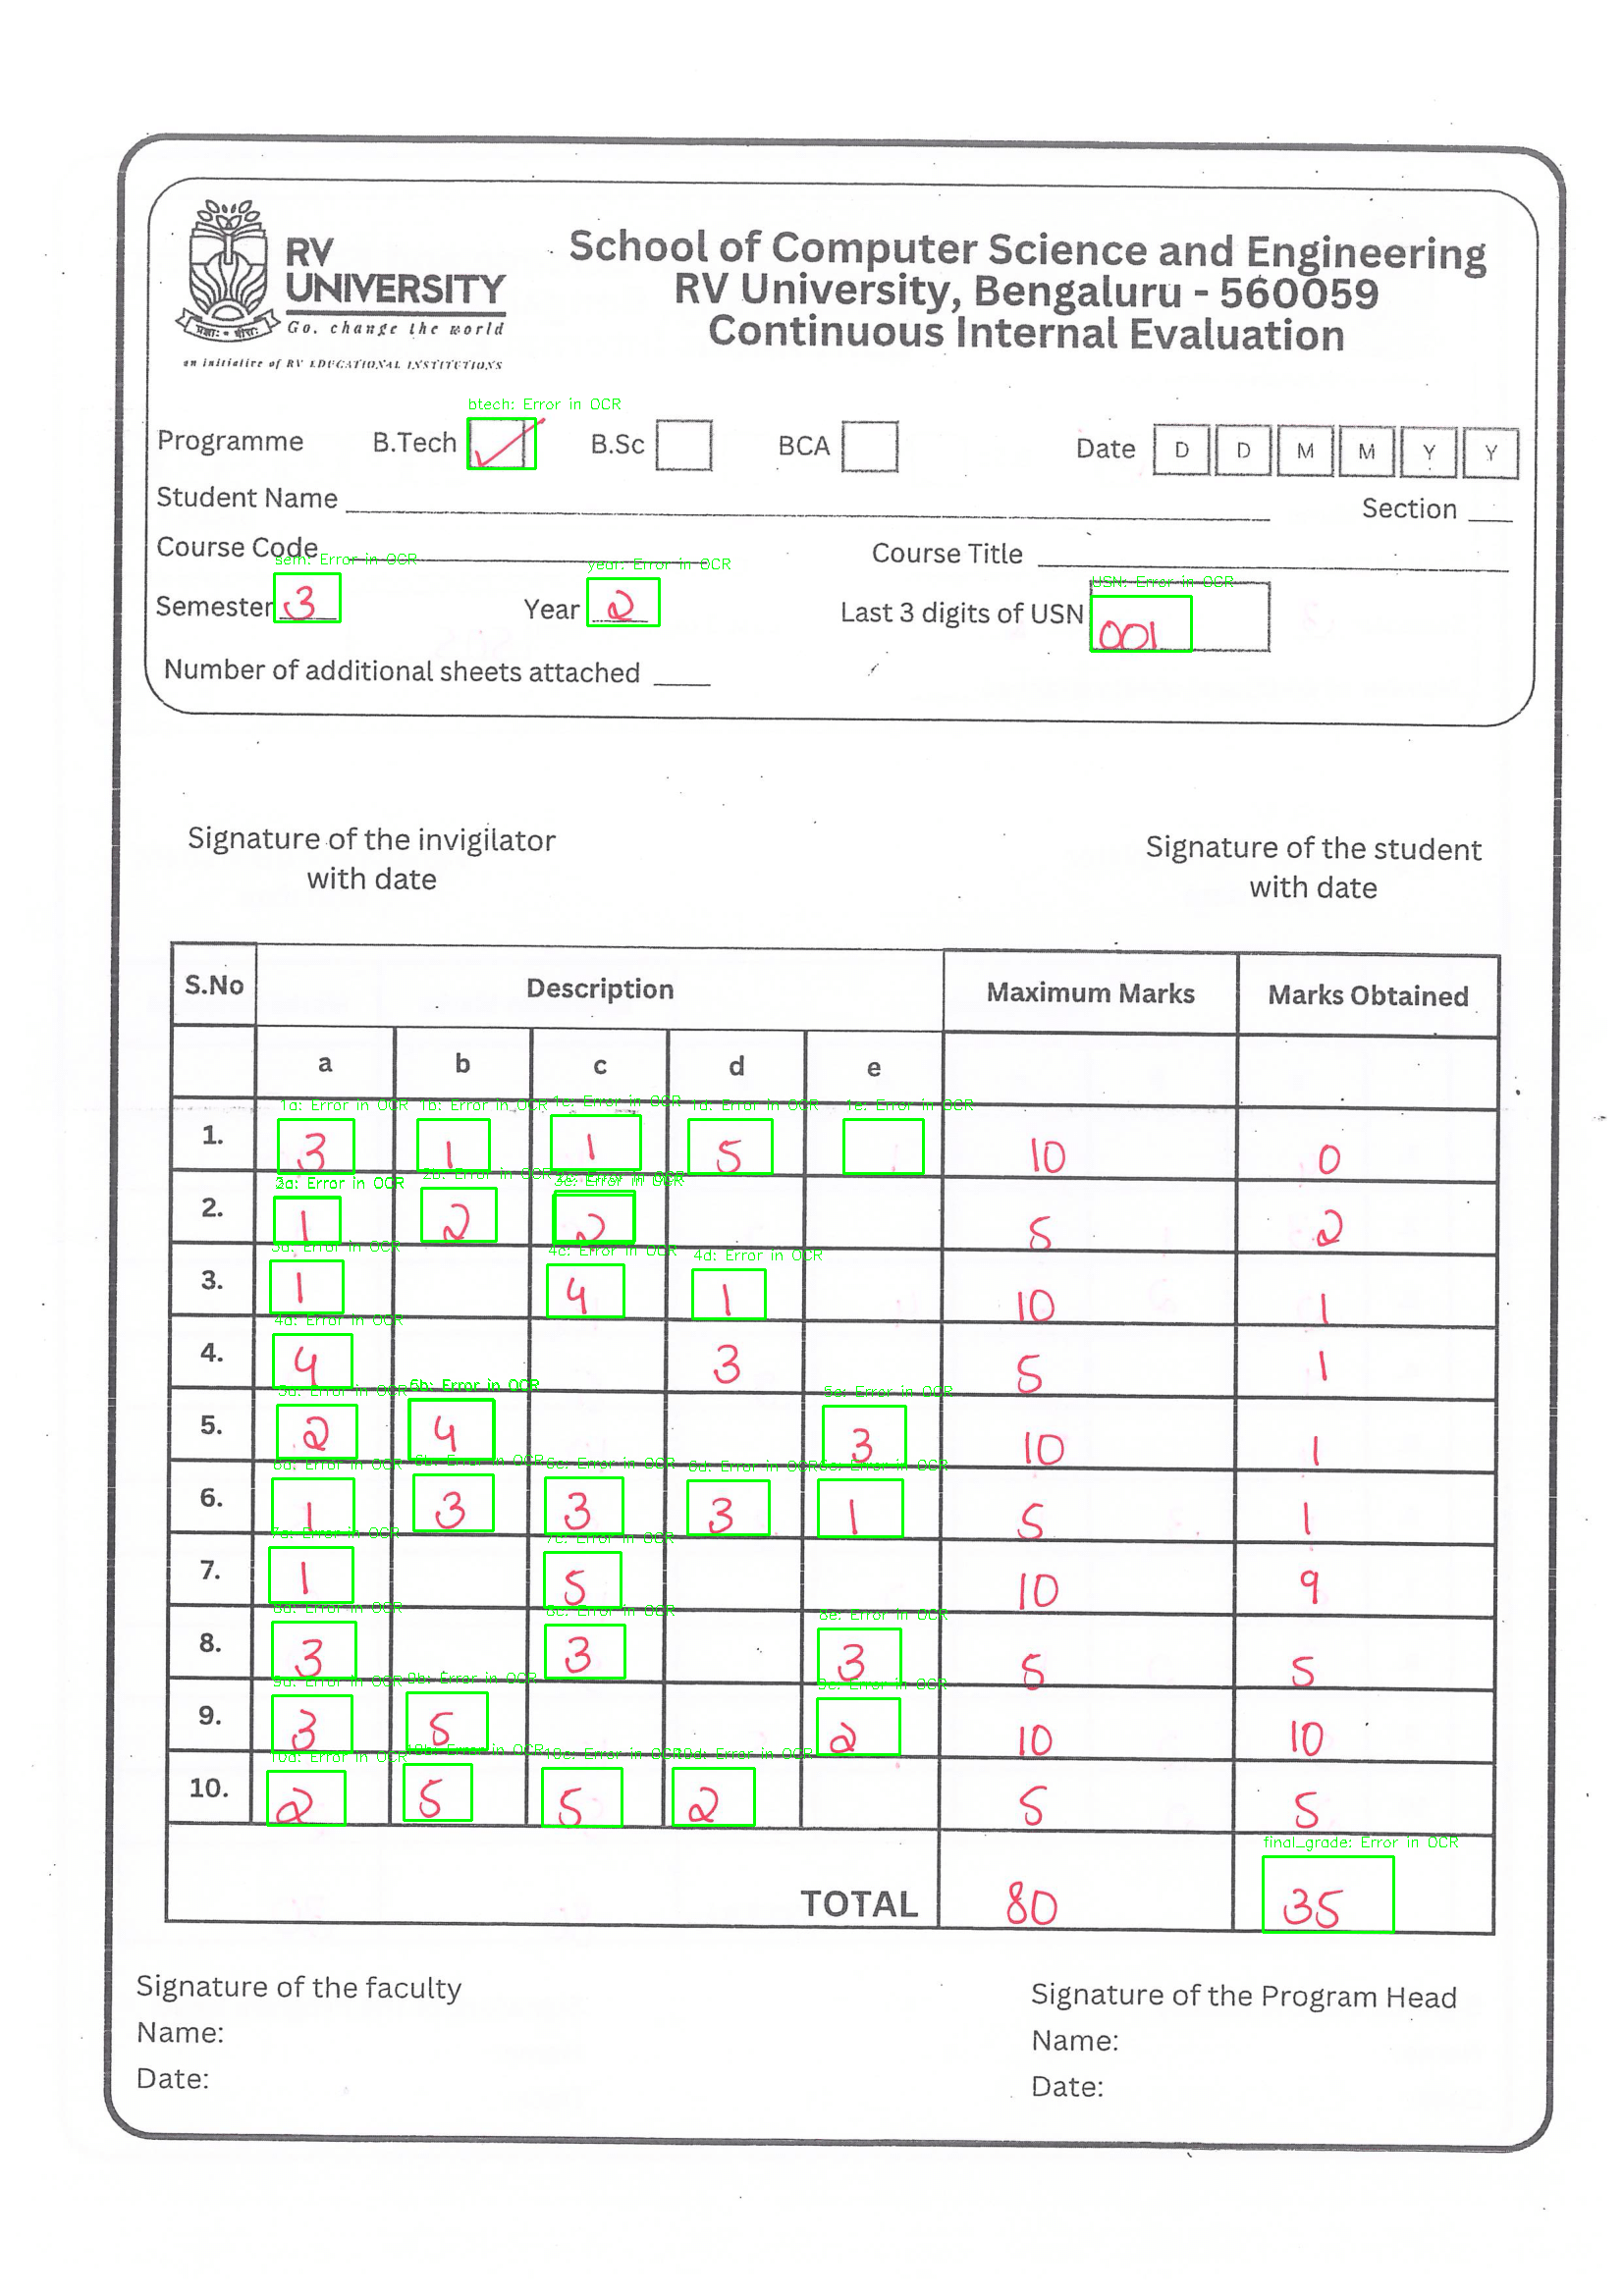 RV
UNIVERSITY
Go, change the world
an initiative of RV EDUCATIONAL INSTITUTIONS
School of Computer Science and Engineering
RV University, Bengaluru - 560059
Continuous Internal Evaluation
btech: Error in OCR
Programme B.Tech B.Sc BCA Date D D M M Y Y
Student Name Section
Course Code Course Title
sem: Error in OCR year: Error in OCR USN: Error in OCR
Semester 3 Year 2 Last 3 digits of USN 001
Number of additional sheets attached
Signature of the invigilator with date
Signature of the student with date
S.No Description Maximum Marks Marks Obtained
a b c d e
1a: Error in OCR 1b: Error in OCR 1c: Error in OCR 1d: Error in OCR 1e: Error in OCR
1. 3 1 1 5 10 0
2b: Error in OCR 3c: Error in OCR
2. 1 2 2 5 2
3b: Error in OCR 4c: Error in OCR 4d: Error in OCR
3. 1 4 1 10 1
4a: Error in OCR
4. 4 3 5 1
5a: Error in OCR Error in OCR 5e: Error in OCR
5. 2 4 3 10 1
6a: Error in OCR 6b: Error in OCR 6c: Error in OCR 6d: Error in OCR Error in OCR
6. 1 3 3 3 1 5 1
7a: Error in OCR 7c: Error in OCR
7. 1 5 10 9
8a: Error in OCR 8c: Error in OCR 8e: Error in OCR
8. 3 3 3 5 5
9a: Error in OCR 9b: Error in OCR 9e: Error in OCR
9. 3 5 2 10 10
10a: Error in OCR 10b: Error in OCR 10c: Error in OCR 10d: Error in OCR
10. 2 5 5 2 5 5
final_grade: Error in OCR
TOTAL 80 35
Signature of the faculty
Name:
Date:
Signature of the Program Head
Name:
Date: